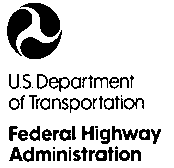 U.S. Department
of Transportation
Federal Highway
Administration